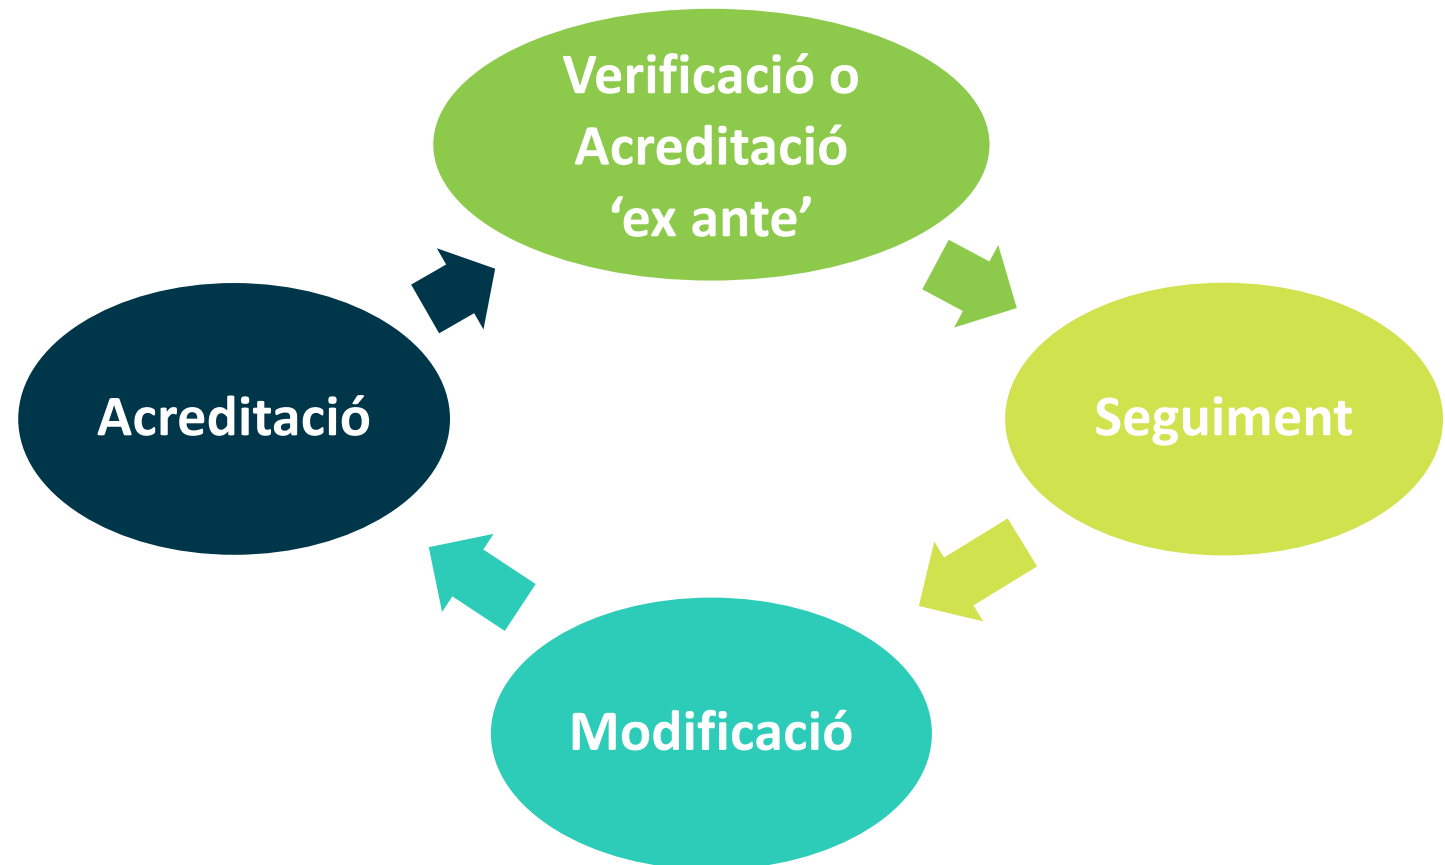 Verificació o
Acreditació
‘ex ante’
Acreditació
Seguiment
Modificació